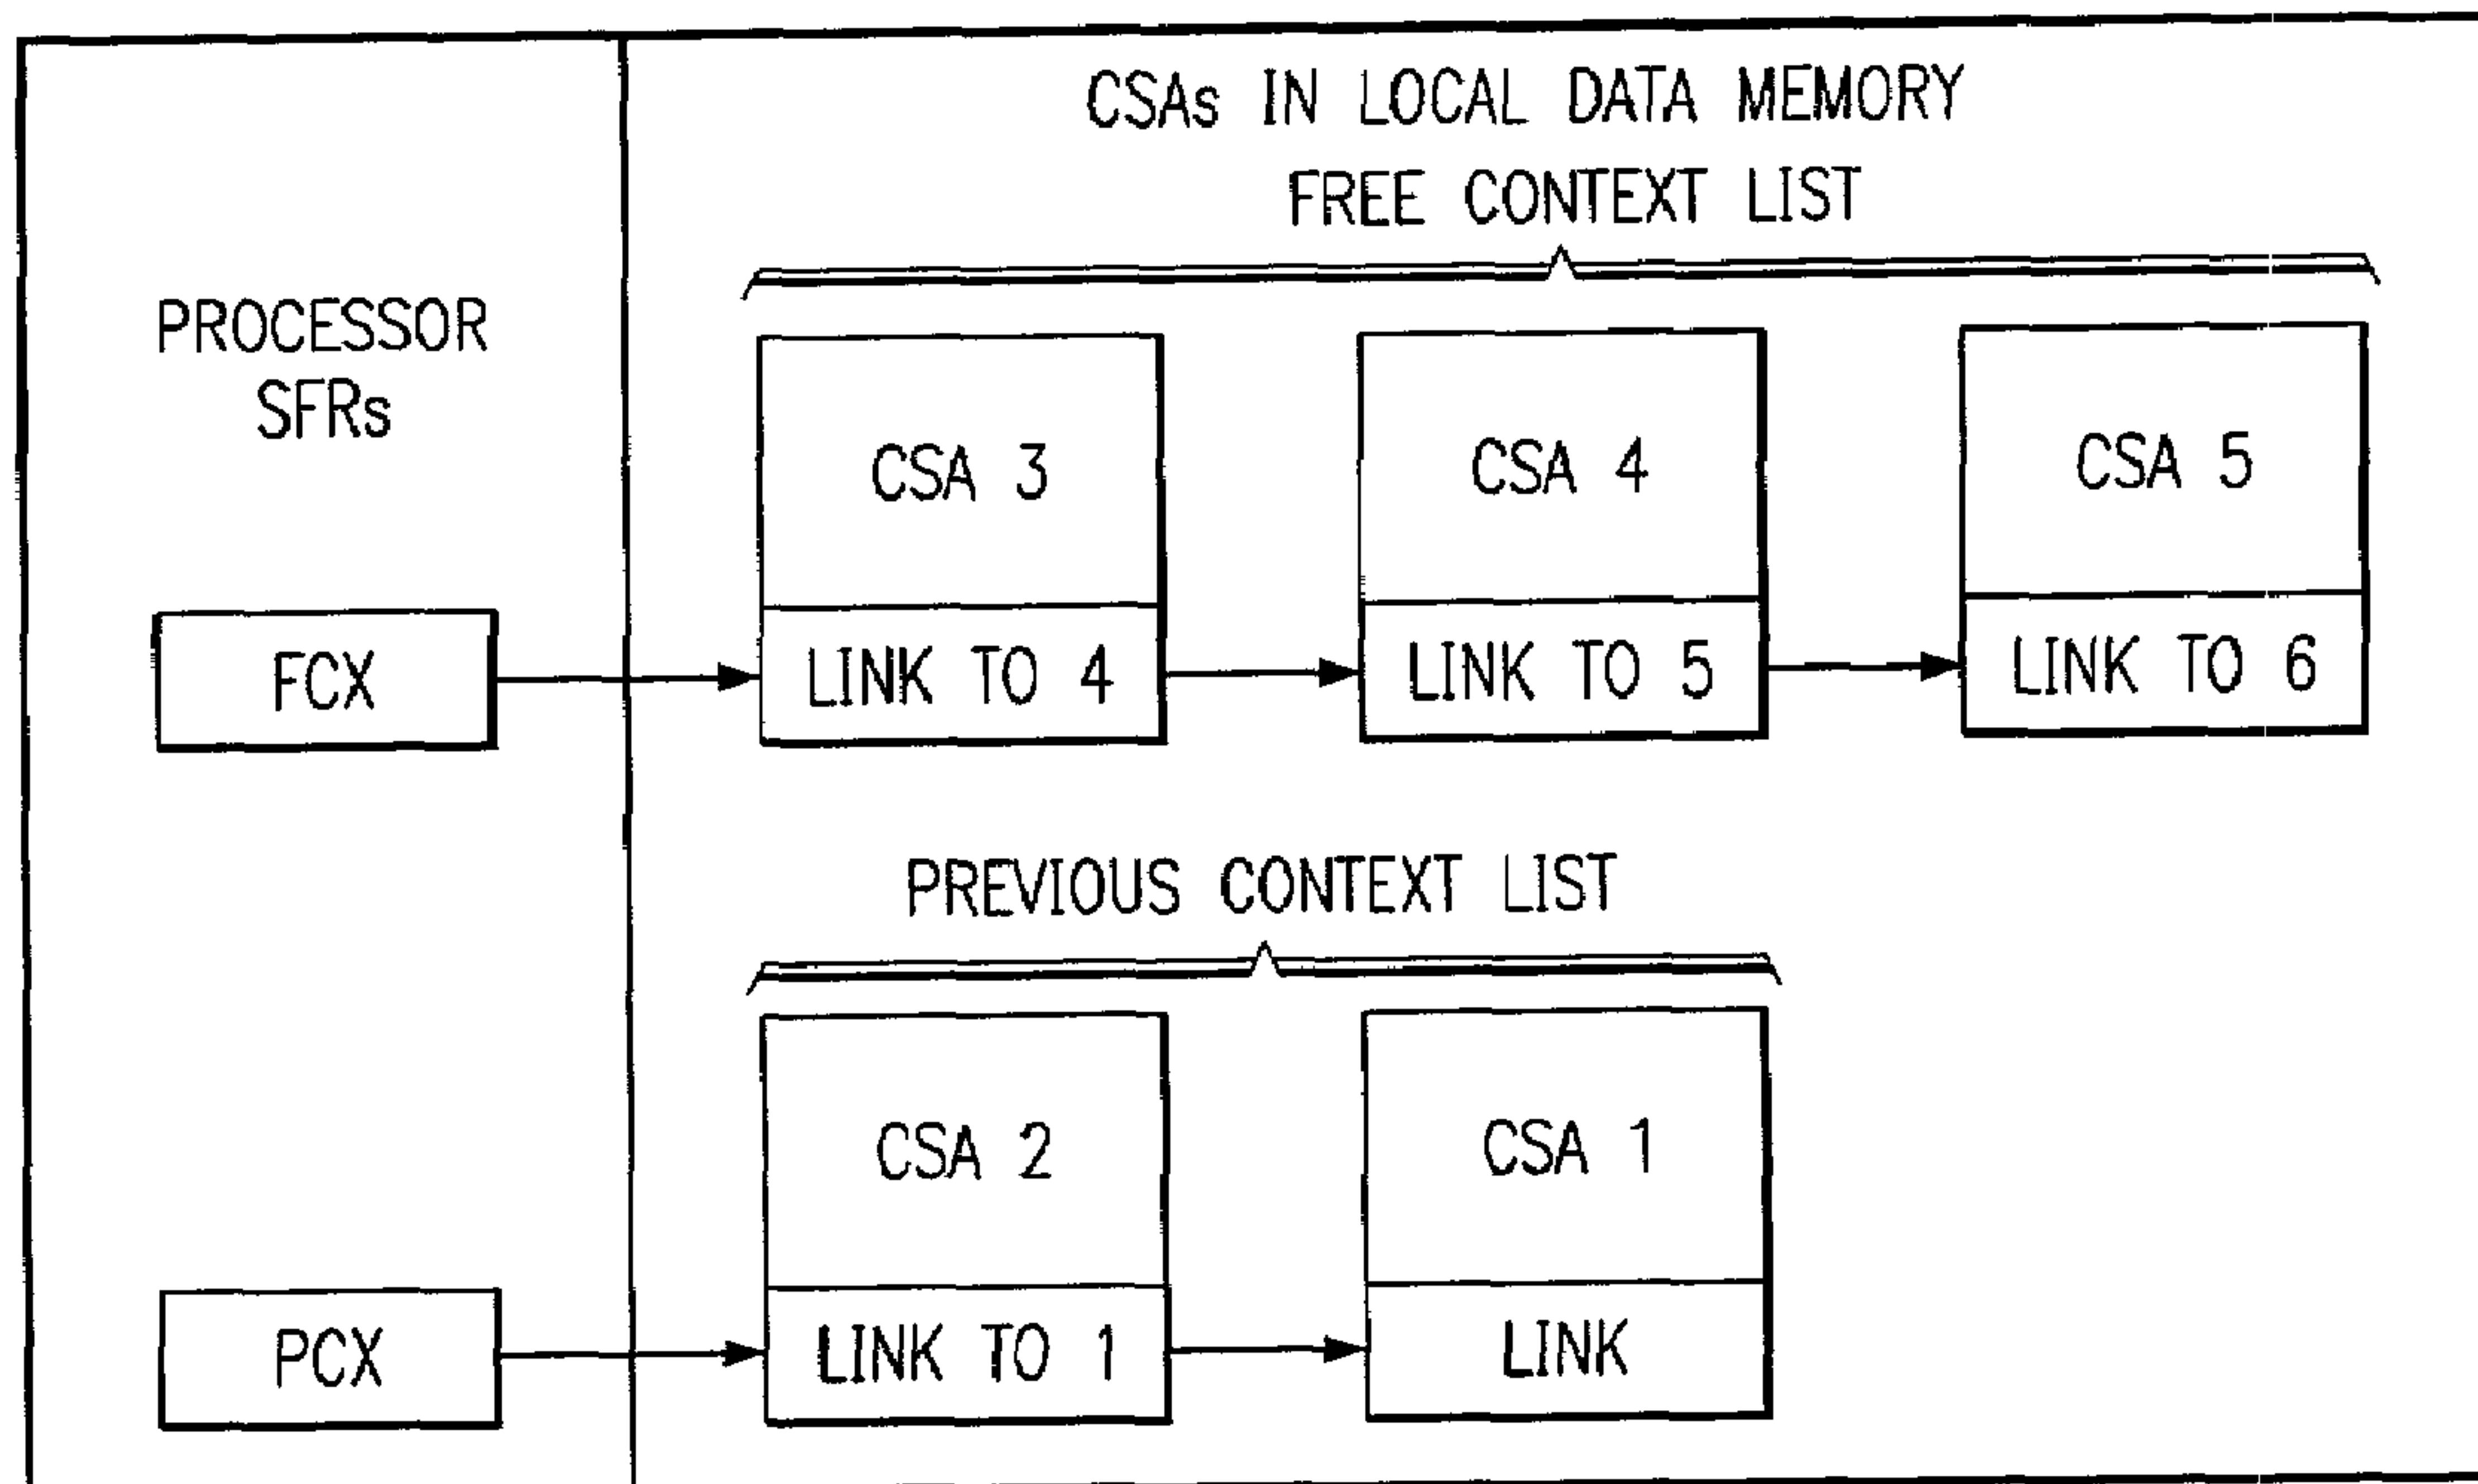 CSAs IN LOCAL DATA MEMORY
FREE CONTEXT LIST
PROCESSOR
SFRs
CSA 3
CSA 4
CSA 5
FCX
LINK TO 4
LINK TO 5
LINK TO 6
PREVIOUS CONTEXT LIST
CSA 2
CSA 1
PCX
LINK TO 1
LINK